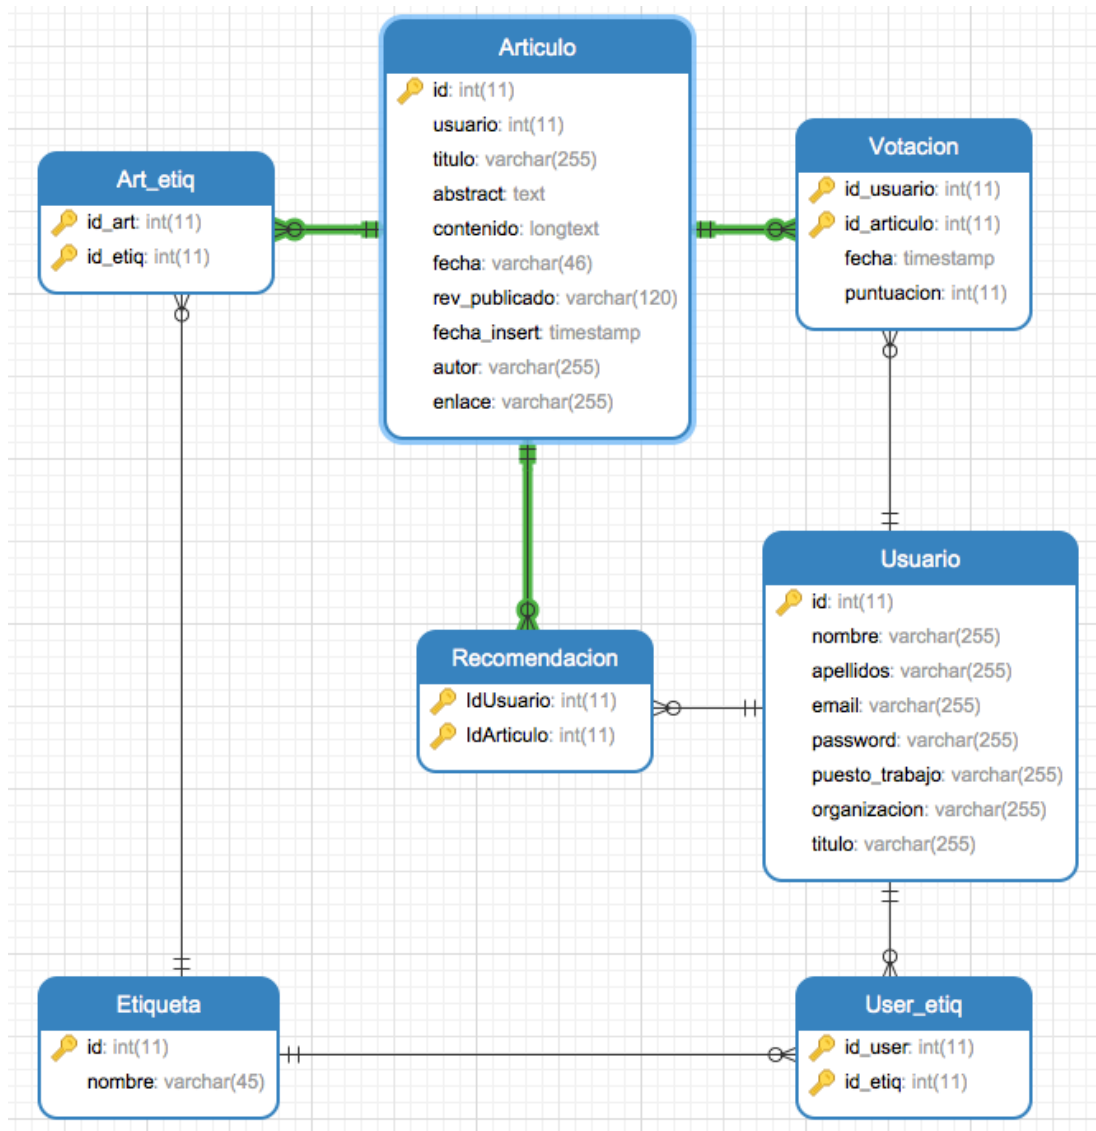 Articulo
id: int(11)
usuario: int(11)
titulo: varchar(255)
abstract: text
contenido: longtext
fecha: varchar(46)
rev_publicado: varchar(120)
fecha_insert: timestamp
autor: varchar(255)
enlace: varchar(255)
Votacion
id_usuario: int(11)
id_articulo: int(11)
fecha: timestamp
puntuacion: int(11)
Art_etiq
id_art: int(11)
id_etiq: int(11)
Usuario
id: int(11)
nombre: varchar(255)
apellidos: varchar(255)
email: varchar(255)
password: varchar(255)
puesto_trabajo: varchar(255)
organizacion: varchar(255)
titulo: varchar(255)
Recomendacion
IdUsuario: int(11)
IdArticulo: int(11)
Etiqueta
id: int(11)
nombre: varchar(45)
User_etiq
id_user: int(11)
id_etiq: int(11)